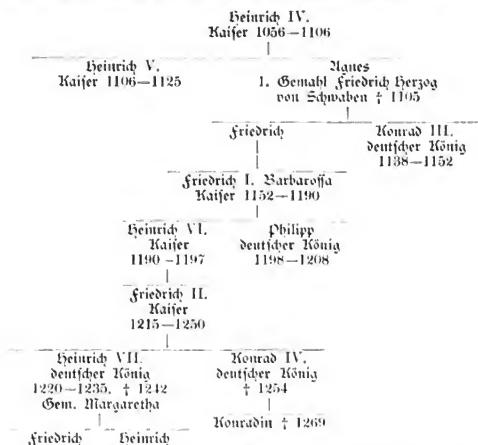 Heinrich IV.
Kaiser 1056—1106
Heinrich V.
Kaiser 1106—1125
Agnes
1. Gemahl Friedrich Herzog
von Schwaben † 1105
Friedrich
Konrad III.
deutscher König
1138—1152
Friedrich I. Barbarossa
Kaiser 1152—1190
Heinrich VI.
Kaiser
1190—1197
Philipp
deutscher König
1198—1208
Friedrich II.
Kaiser
1215—1250
Heinrich VII.
deutscher König
1220—1235, † 1242
Gem. Margaretha
Konrad IV.
deutscher König
† 1254
Konradin † 1269
Friedrich Heinrich